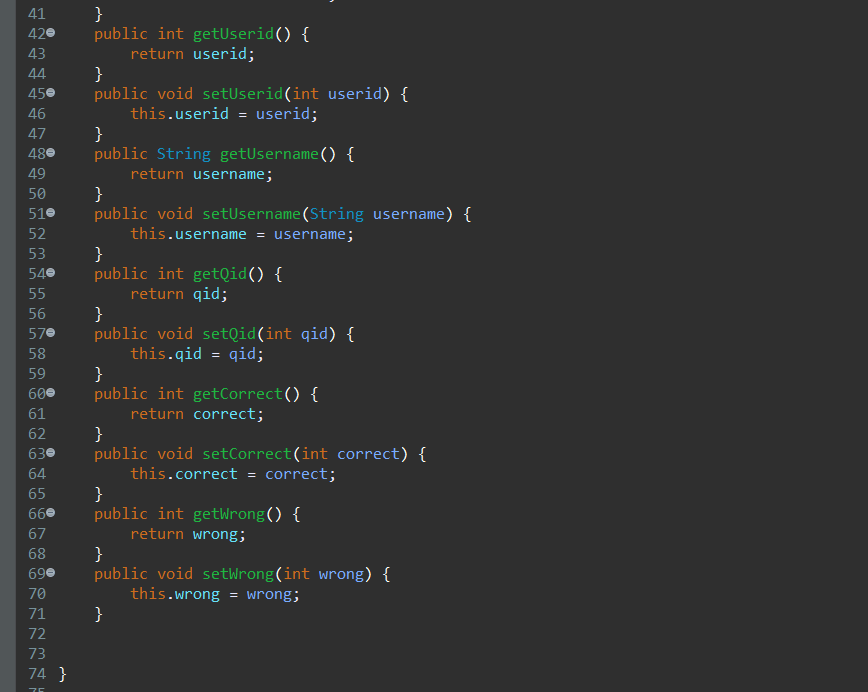 41     }
42     public int getUserid() {
43         return userid;
44     }
45     public void setUserid(int userid) {
46         this.userid = userid;
47     }
48     public String getUsername() {
49         return username;
50     }
51     public void setUsername(String username) {
52         this.username = username;
53     }
54     public int getQid() {
55         return qid;
56     }
57     public void setQid(int qid) {
58         this.qid = qid;
59     }
60     public int getCorrect() {
61         return correct;
62     }
63     public void setCorrect(int correct) {
64         this.correct = correct;
65     }
66     public int getWrong() {
67         return wrong;
68     }
69     public void setWrong(int wrong) {
70         this.wrong = wrong;
71     }
72
73
74 }